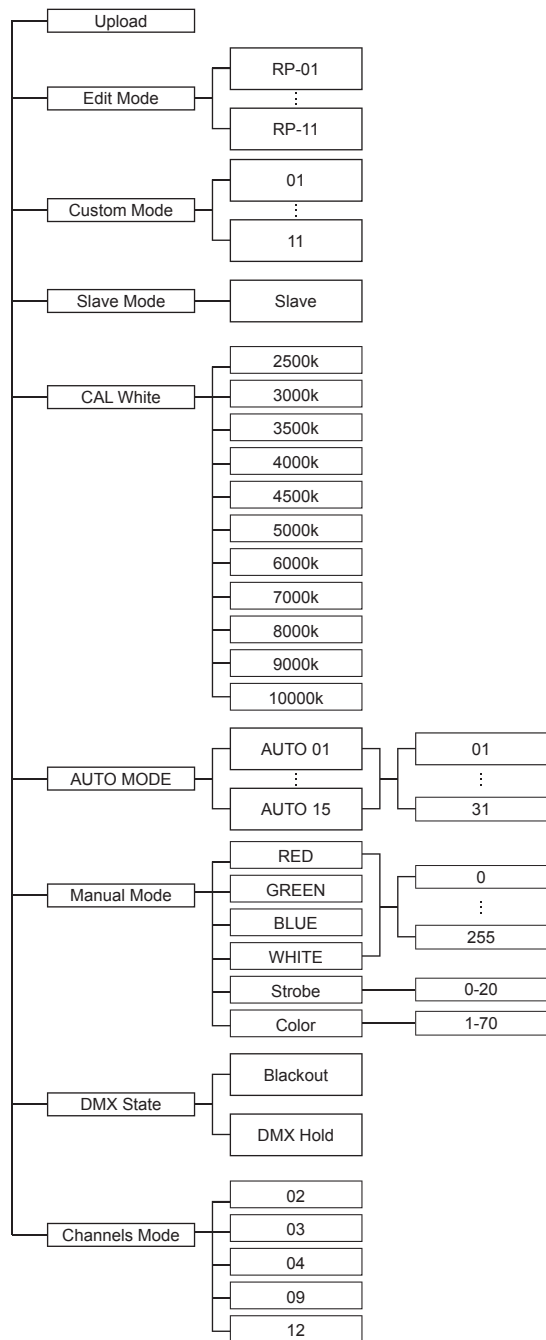 Upload
Edit Mode
RP-01
RP-11
Custom Mode
01
11
Slave Mode
Slave
CAL White
2500k
3000k
3500k
4000k
4500k
5000k
6000k
7000k
8000k
9000k
10000k
AUTO MODE
AUTO 01
AUTO 15
01
31
Manual Mode
RED
GREEN
BLUE
WHITE
0
255
Strobe
0-20
Color
1-70
DMX State
Blackout
DMX Hold
Channels Mode
02
03
04
09
12